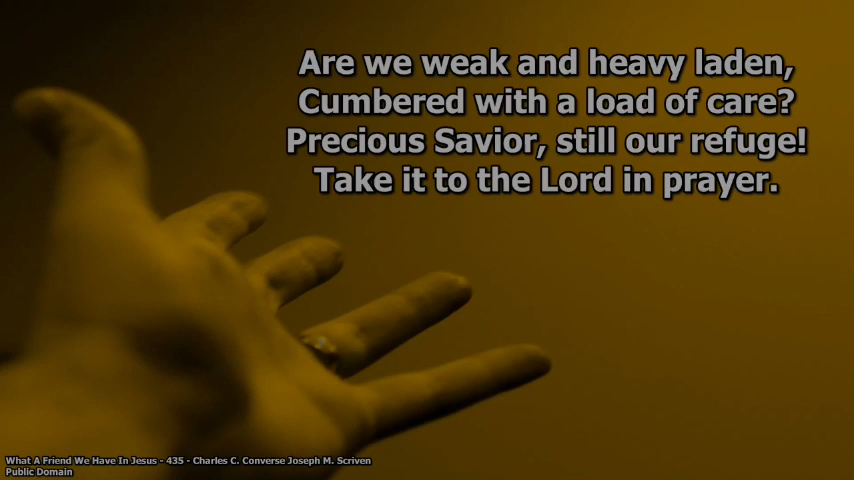 Are we weak and heavy laden,
Cumbered with a load of care?
Precious Savior, still our refuge!
Take it to the Lord in prayer.
What A Friend We Have In Jesus - 435 - Charles C. Converse Joseph M. Scriven
Public Domain